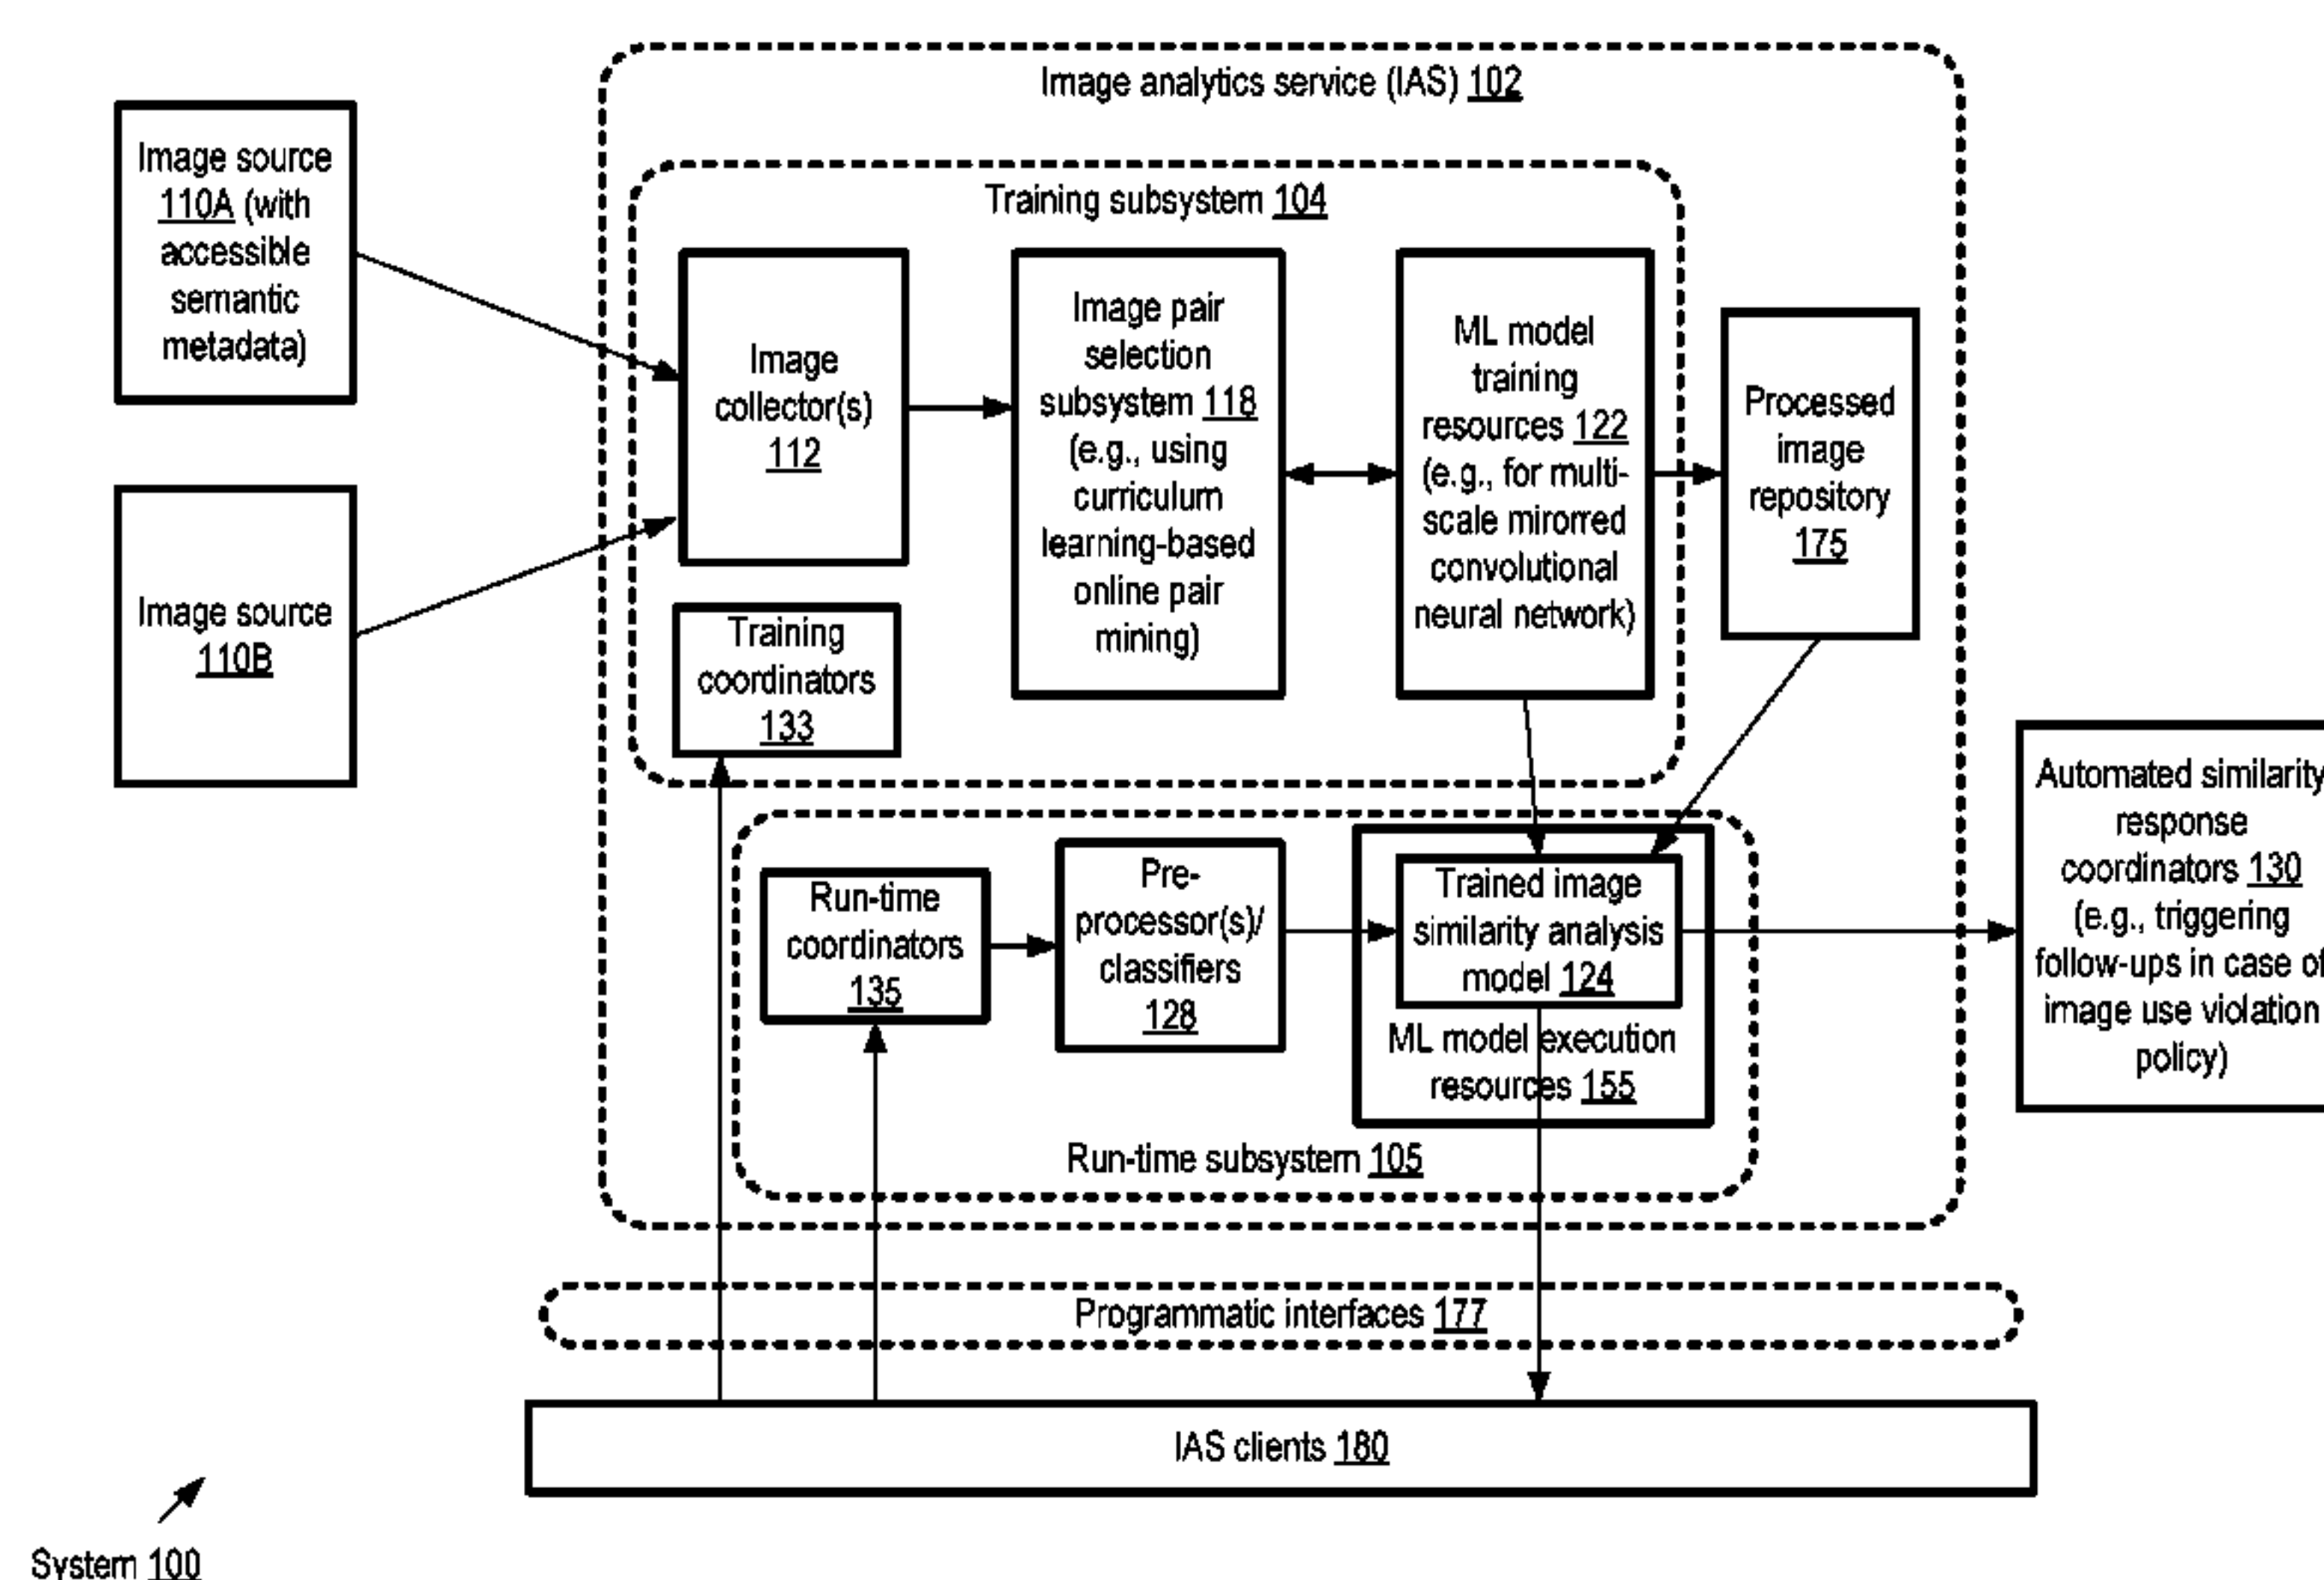 Image analytics service (IAS) 102
Image source
110A (with
accessible
semantic
metadata)
Training subsystem 104
Image
collector(s)
112
Image pair
selection
subsystem 118
(e.g., using
curriculum
learning-based
online pair
mining)
ML model
training
resources 122
(e.g., for multi-
scale mirorred
convolutional
neural network)
Processed
image
repository
175
Image source
110B
Training
coordinators
133
Run-time
coordinators
135
Pre-
processor(s)/
classifiers
128
Trained image
similarity analysis
model 124
ML model execution
resources 155
Run-time subsystem 105
Automated similarity
response
coordinators 130
(e.g., triggering
follow-ups in case of
image use violation
policy)
Programmatic interfaces 177
IAS clients 180
System 100